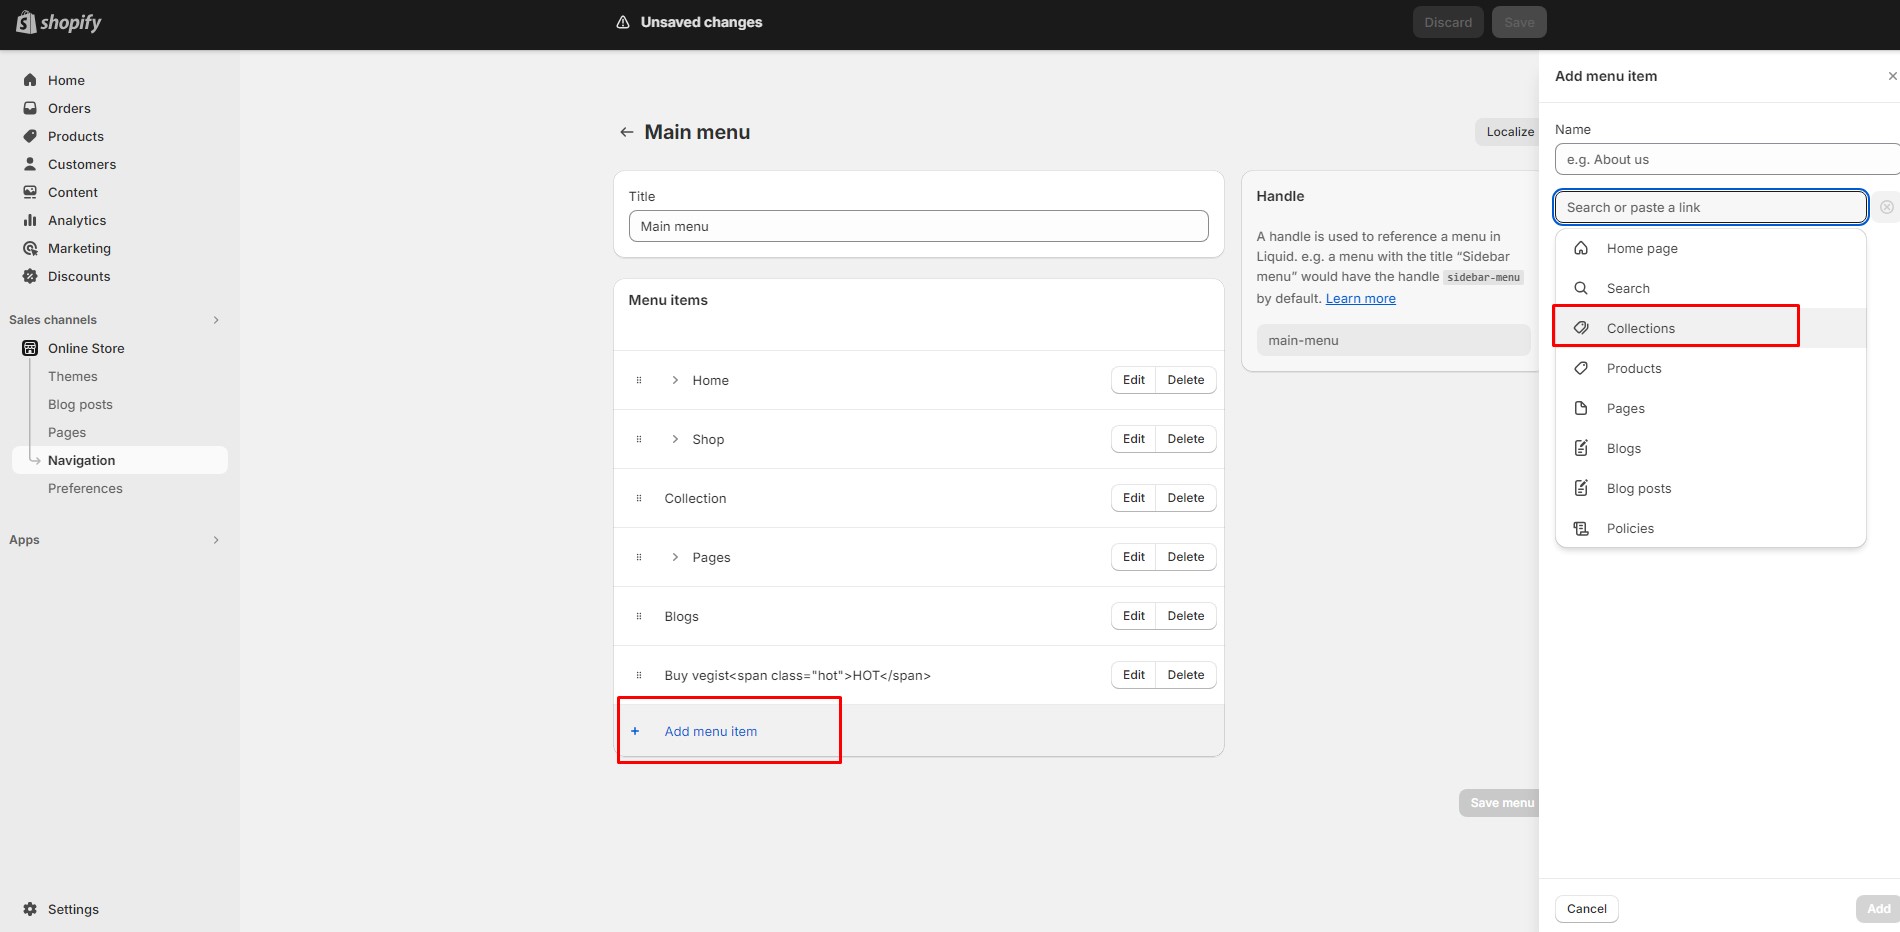 shopify
Unsaved changes
Discard
Save
Home
Orders
Products
Customers
Content
Analytics
Marketing
Discounts
Sales channels
Online Store
Themes
Blog posts
Pages
Navigation
Preferences
Apps
Settings
Main menu
Localize
Title
Main menu
Menu items
Home Edit Delete
Shop Edit Delete
Collection Edit Delete
Pages Edit Delete
Blogs Edit Delete
Buy vegist<span class="hot">HOT</span> Edit Delete
+ Add menu item
Save menu
Handle
A handle is used to reference a menu in
Liquid. e.g. a menu with the title “Sidebar
menu” would have the handle sidebar-menu
by default. Learn more
main-menu
Add menu item
Name
e.g. About us
Search or paste a link
Home page
Search
Collections
Products
Pages
Blogs
Blog posts
Policies
Cancel
Add